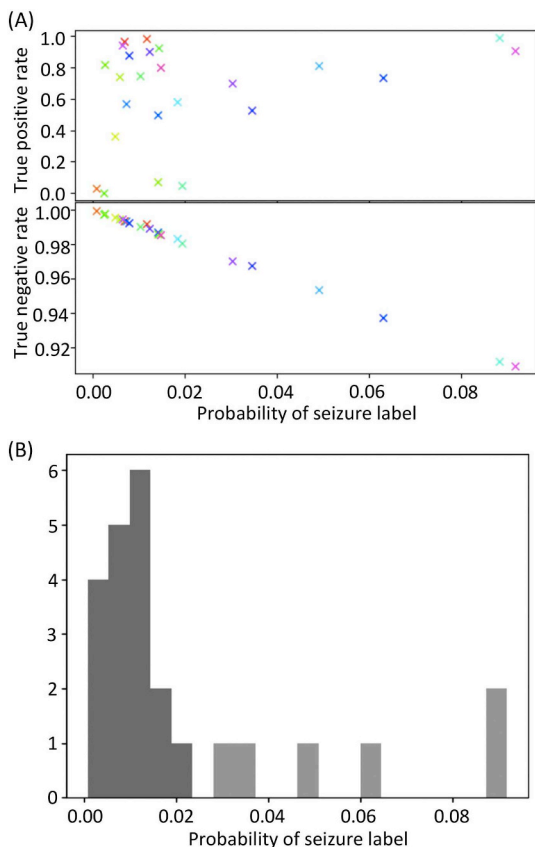 (A)
True positive rate
1.0
0.8
0.6
0.4
0.2
0.0
True negative rate
1.00
0.98
0.96
0.94
0.92
0.00 0.02 0.04 0.06 0.08
Probability of seizure label
(B)
6
5
4
3
2
1
0
0.00 0.02 0.04 0.06 0.08
Probability of seizure label